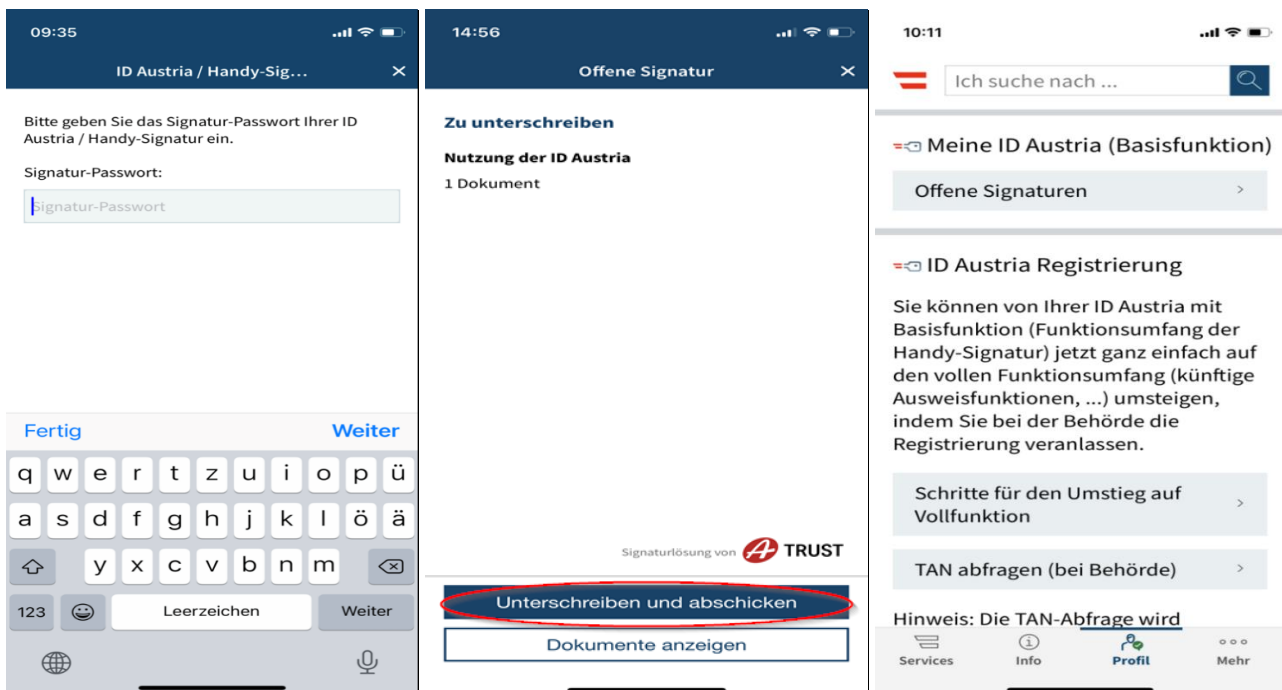 09:35
ID Austria / Handy-Sig...
Bitte geben Sie das Signatur-Passwort Ihrer ID
Austria / Handy-Signatur ein.
Signatur-Passwort:
Signatur-Passwort
Fertig
Weiter
q w e r t z u i o p ü
a s d f g h j k l ö ä
y x c v b n m
123
Leerzeichen
Weiter
14:56
Offene Signatur
Zu unterschreiben
Nutzung der ID Austria
1 Dokument
Signaturlösung von A TRUST
Unterschreiben und abschicken
Dokumente anzeigen
10:11
Ich suche nach ...
Meine ID Austria (Basisfunktion)
Offene Signaturen
ID Austria Registrierung
Sie können von Ihrer ID Austria mit
Basisfunktion (Funktionsumfang der
Handy-Signatur) jetzt ganz einfach auf
den vollen Funktionsumfang (künftige
Ausweisfunktionen, ...) umsteigen,
indem Sie bei der Behörde die
Registrierung veranlassen.
Schritte für den Umstieg auf
Vollfunktion
TAN abfragen (bei Behörde)
Hinweis: Die TAN-Abfrage wird
Services
Info
Profil
Mehr